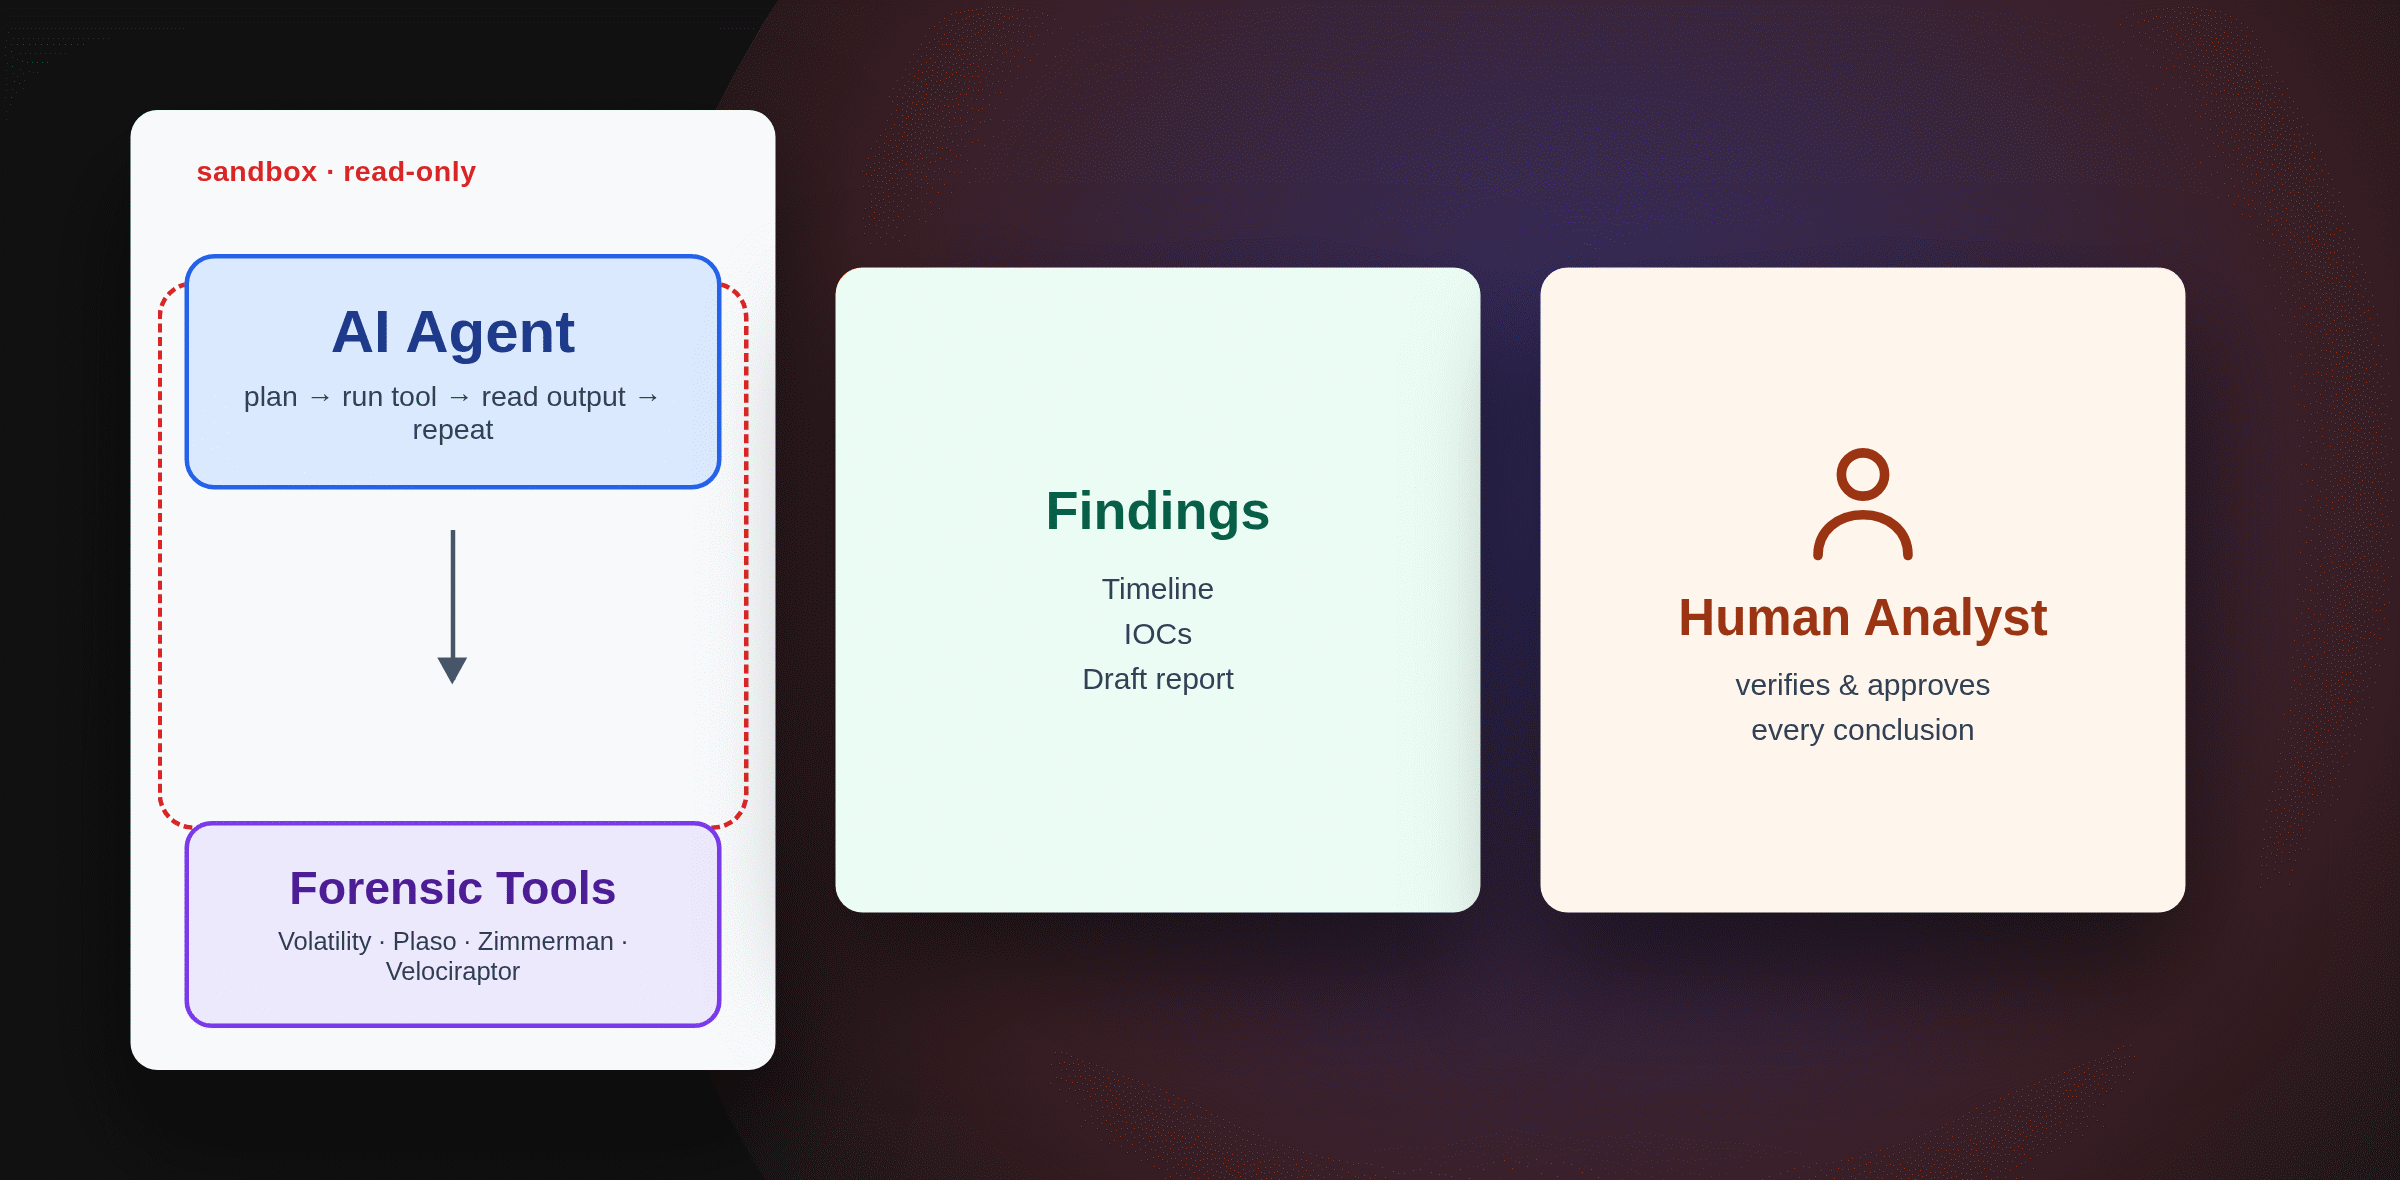 sandbox · read-only
AI Agent
plan → run tool → read output →
repeat
Forensic Tools
Volatility · Plaso · Zimmerman ·
Velociraptor
Findings
Timeline
IOCs
Draft report
Human Analyst
verifies & approves
every conclusion